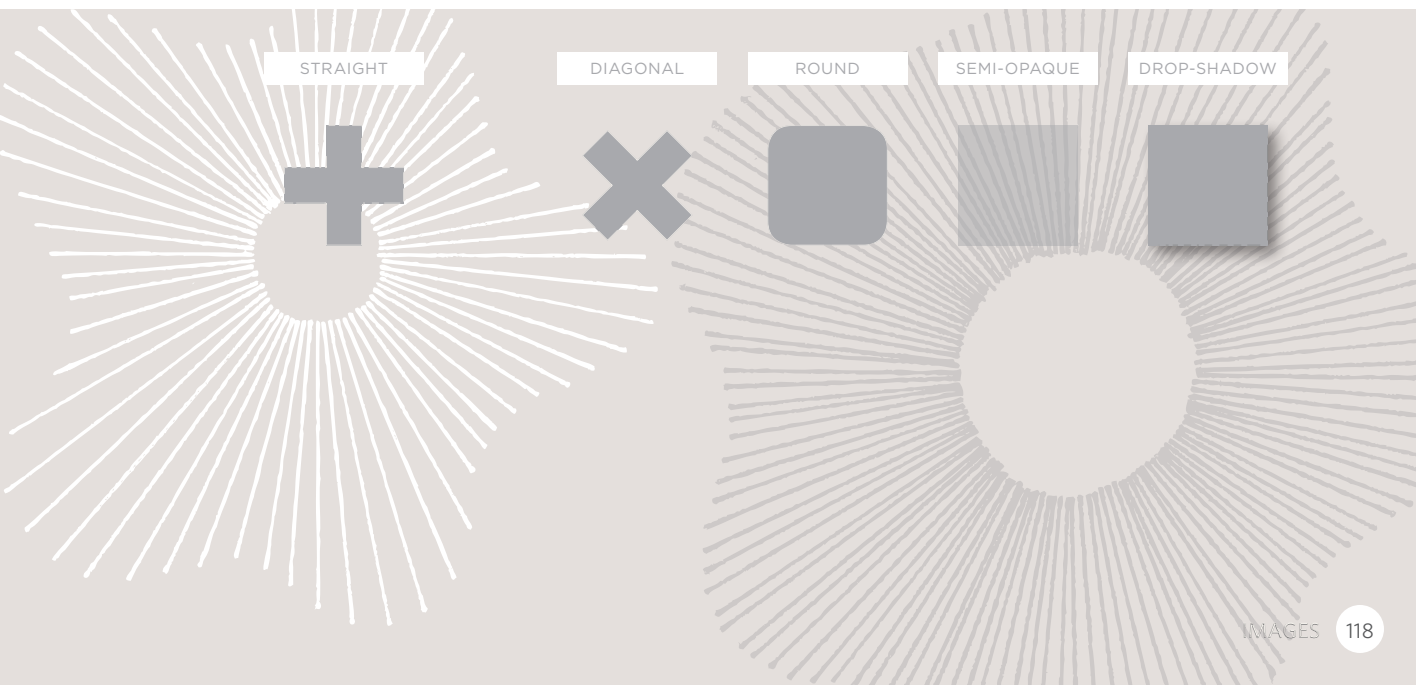 STRAIGHT
DIAGONAL
ROUND
SEMI-OPAQUE
DROP-SHADOW
IMAGES 118